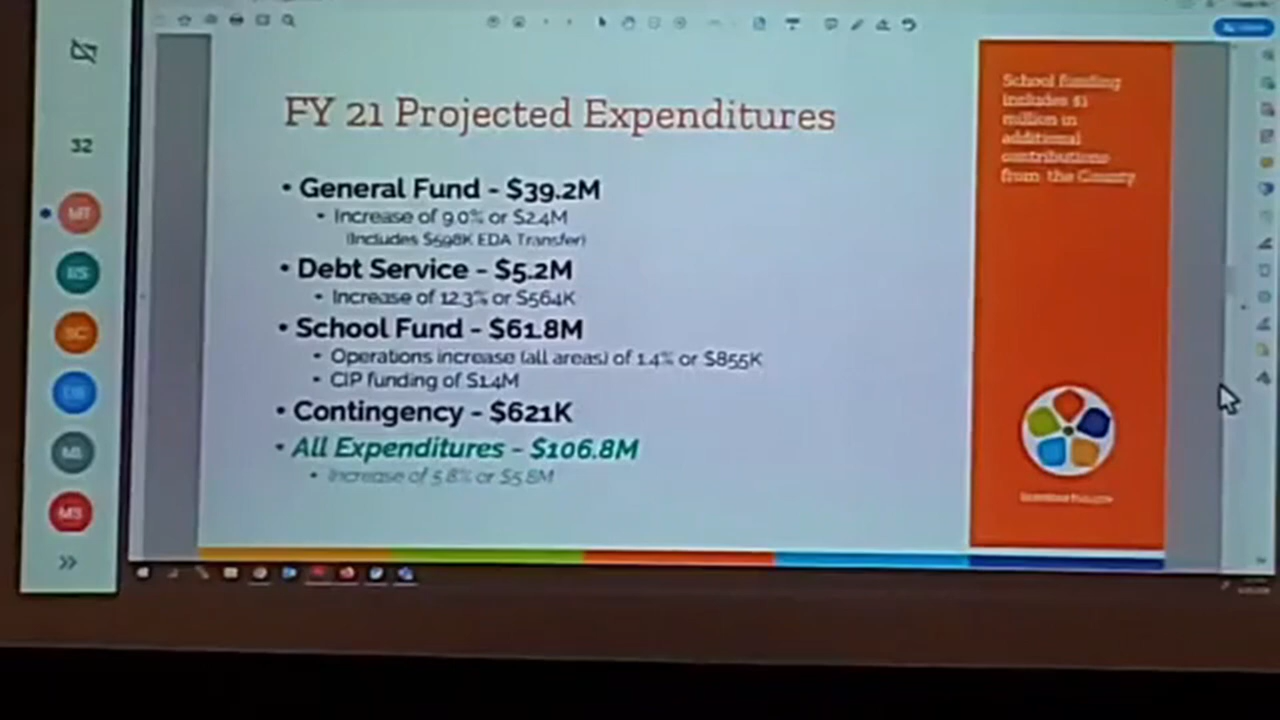 FY 21 Projected Expenditures
• General Fund - $39.2M
• Increase of 9.0% or $2.4M
(Includes $598K EDA Transfer)
• Debt Service - $5.2M
• Increase of 12.3% or $564K
• School Fund - $61.8M
• Operations increase (all areas) of 1.4% or $855K
• CIP funding of $1.4M
• Contingency - $621K
• All Expenditures - $106.8M
• Increase of 5.8% or $5.8M
School funding
includes $1
million in
additional
contributions
from the County
32
MT
MS